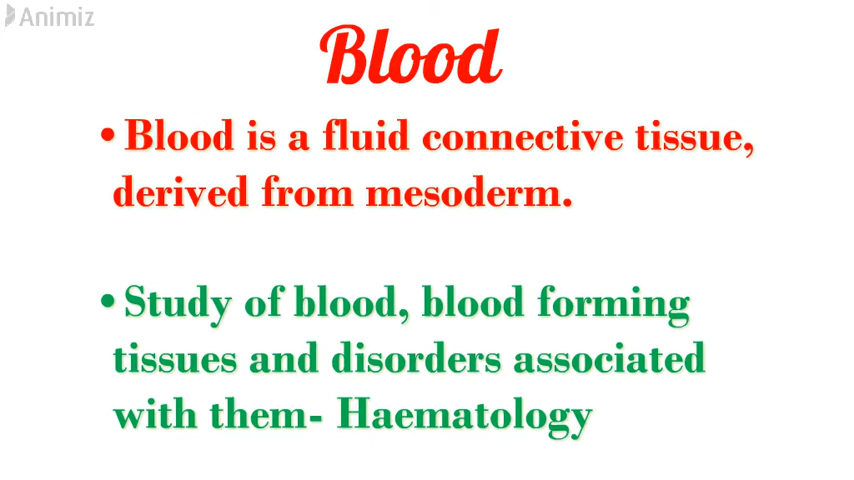 Animiz
Blood
• Blood is a fluid connective tissue,
derived from mesoderm.
• Study of blood, blood forming
tissues and disorders associated
with them- Haematology